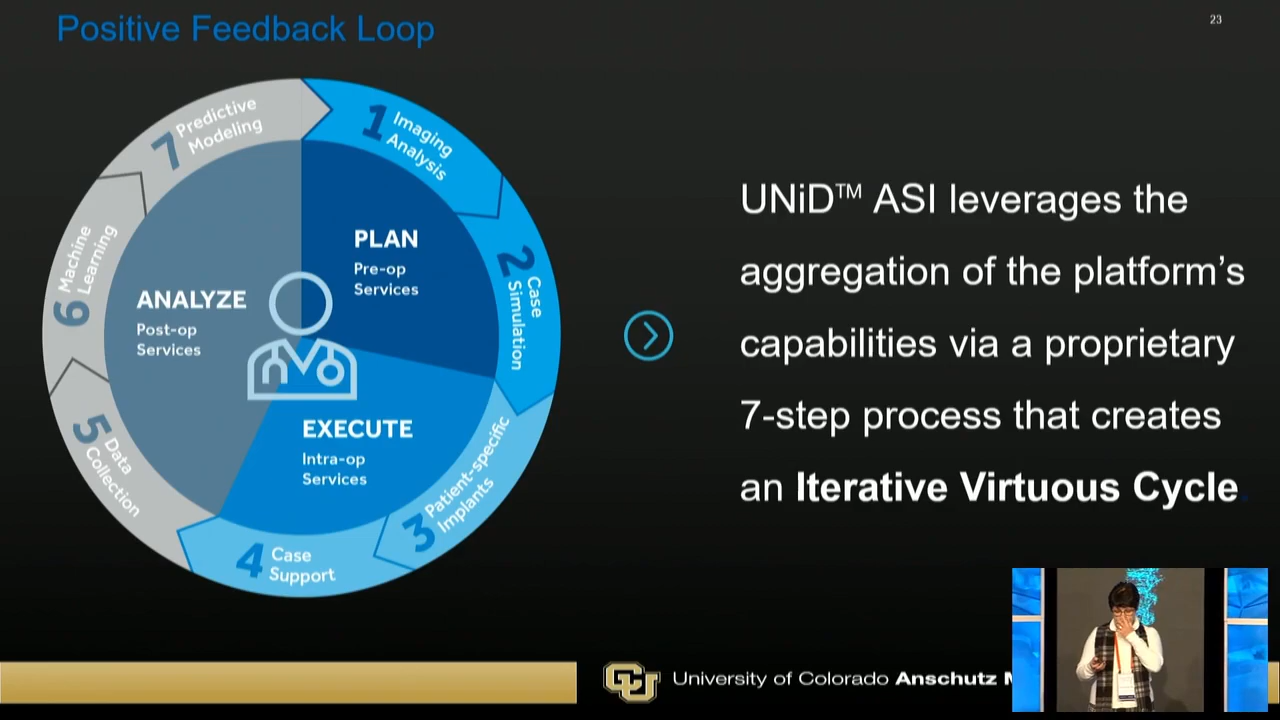 Positive Feedback Loop
23
1 Imaging
Analysis
2 Case
Simulation
3 Patient-specific
Implants
4 Case
Support
5 Data
Collection
6 Machine
Learning
7 Predictive
Modeling
PLAN
Pre-op
Services
EXECUTE
Intra-op
Services
ANALYZE
Post-op
Services
UNiD™ ASI leverages the
aggregation of the platform’s
capabilities via a proprietary
7-step process that creates
an Iterative Virtuous Cycle.
CU
University of Colorado Anschutz